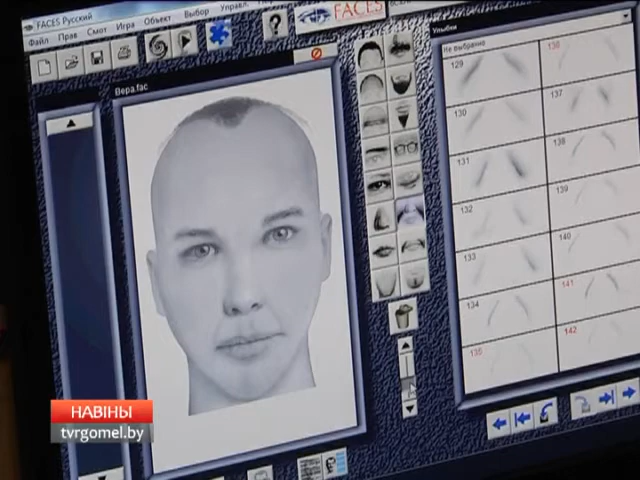 FACES Русский
Файл Прав Смот Игра Объект Выбор Управл.
FACES
Вера.fac
Улыбки
Не выбрано
129
136
130
137
131
138
132
139
133
140
134
141
135
142
НАВІНЫ
tvrgomel.by